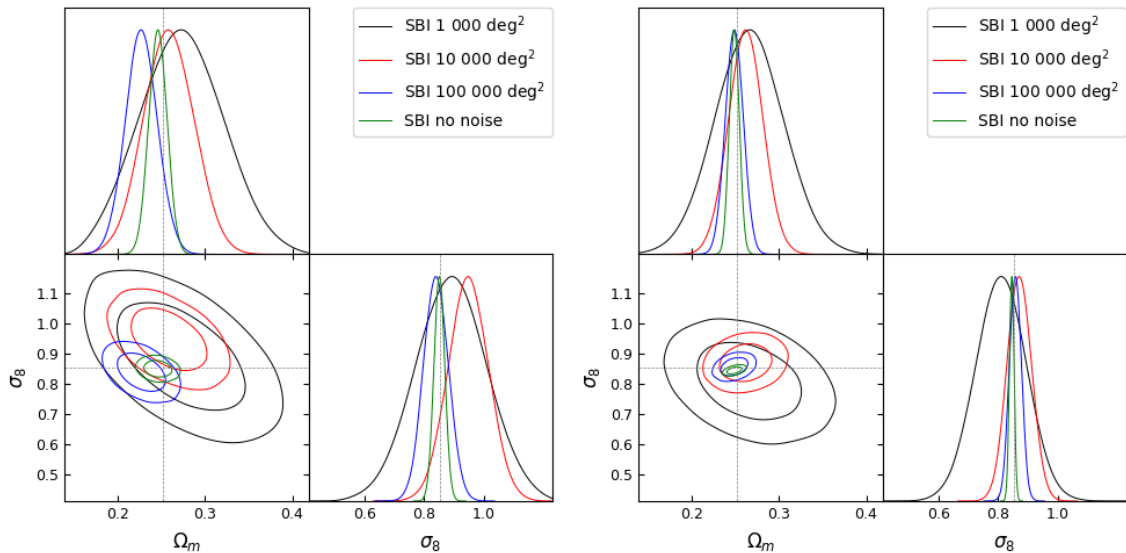 SBI 1 000 deg²
SBI 10 000 deg²
SBI 100 000 deg²
SBI no noise
1.1
1.0
0.9
0.8
0.7
0.6
0.5
σ₈
0.2 0.3 0.4
Ωₘ
0.6 0.8 1.0
σ₈
SBI 1 000 deg²
SBI 10 000 deg²
SBI 100 000 deg²
SBI no noise
1.1
1.0
0.9
0.8
0.7
0.6
0.5
σ₈
0.2 0.3 0.4
Ωₘ
0.6 0.8 1.0
σ₈